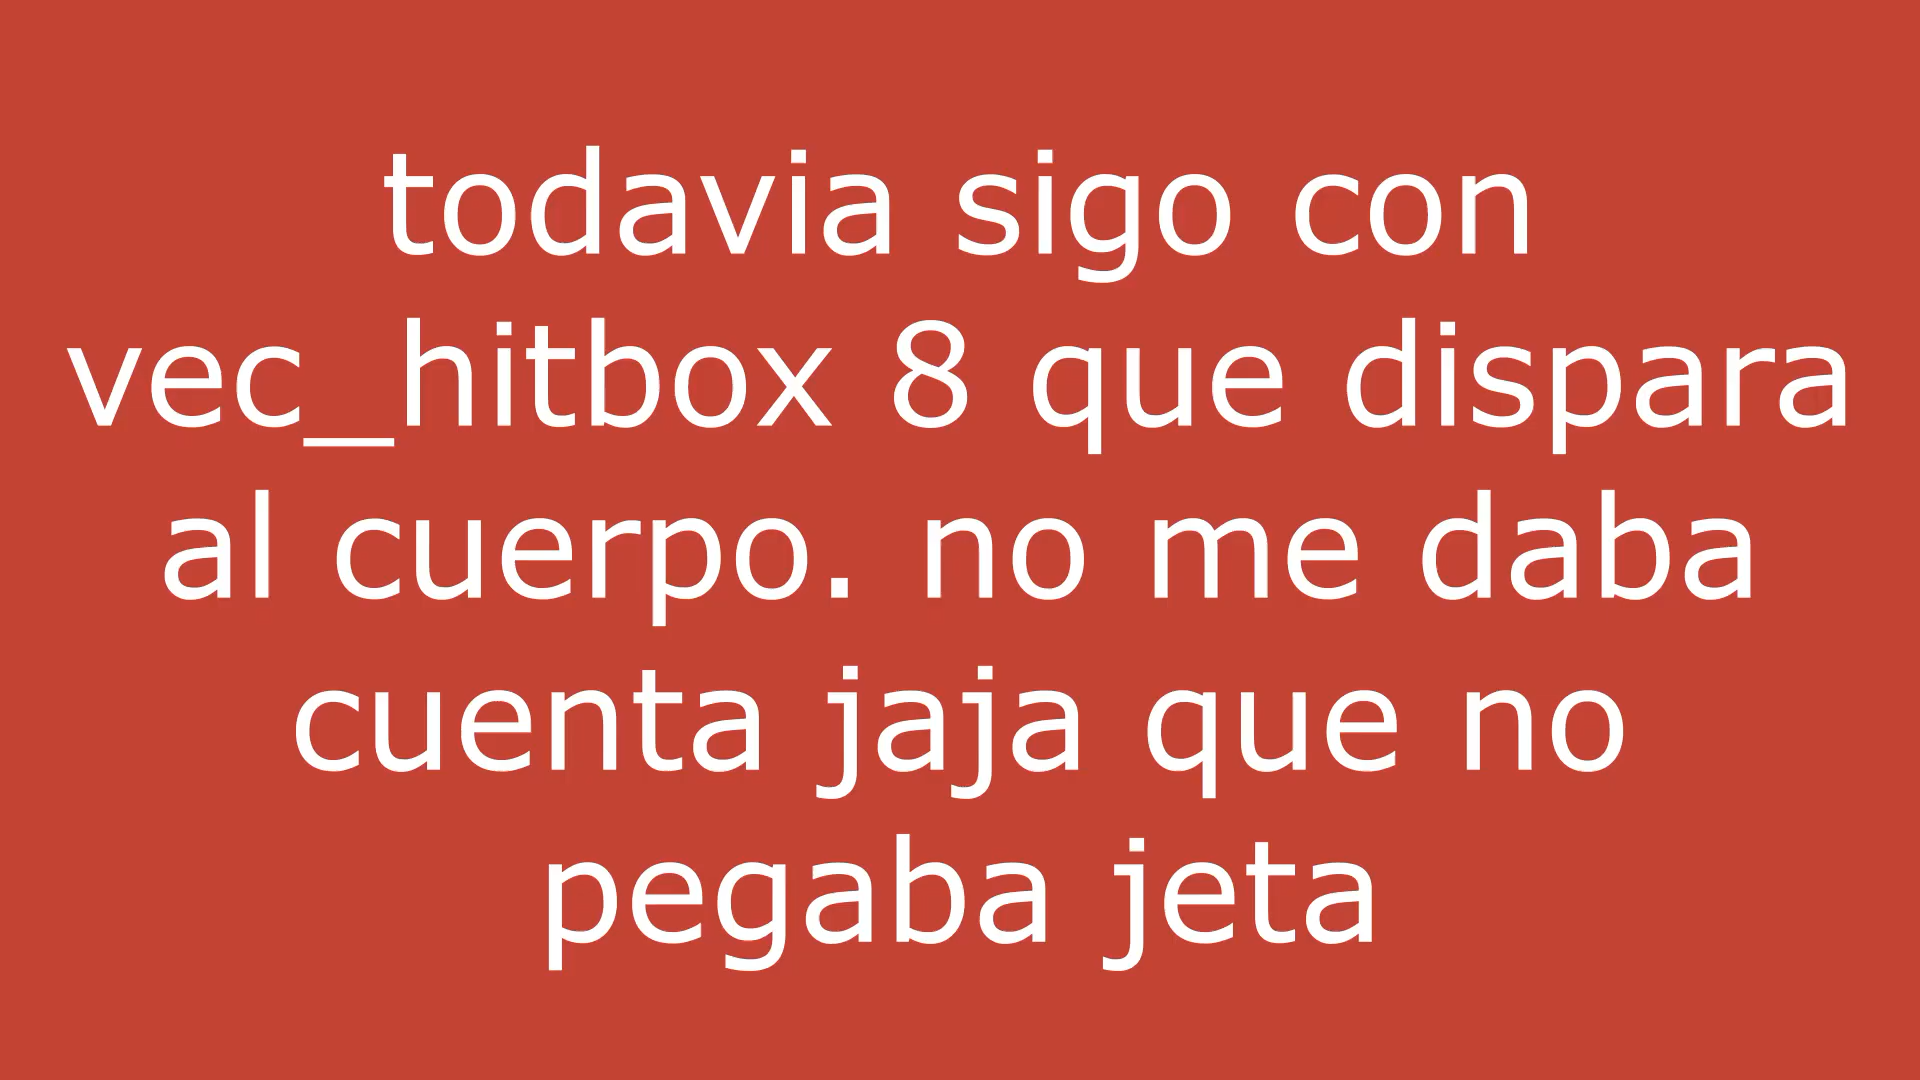 todavia sigo con
vec_hitbox 8 que dispara
al cuerpo. no me daba
cuenta jaja que no
pegaba jeta